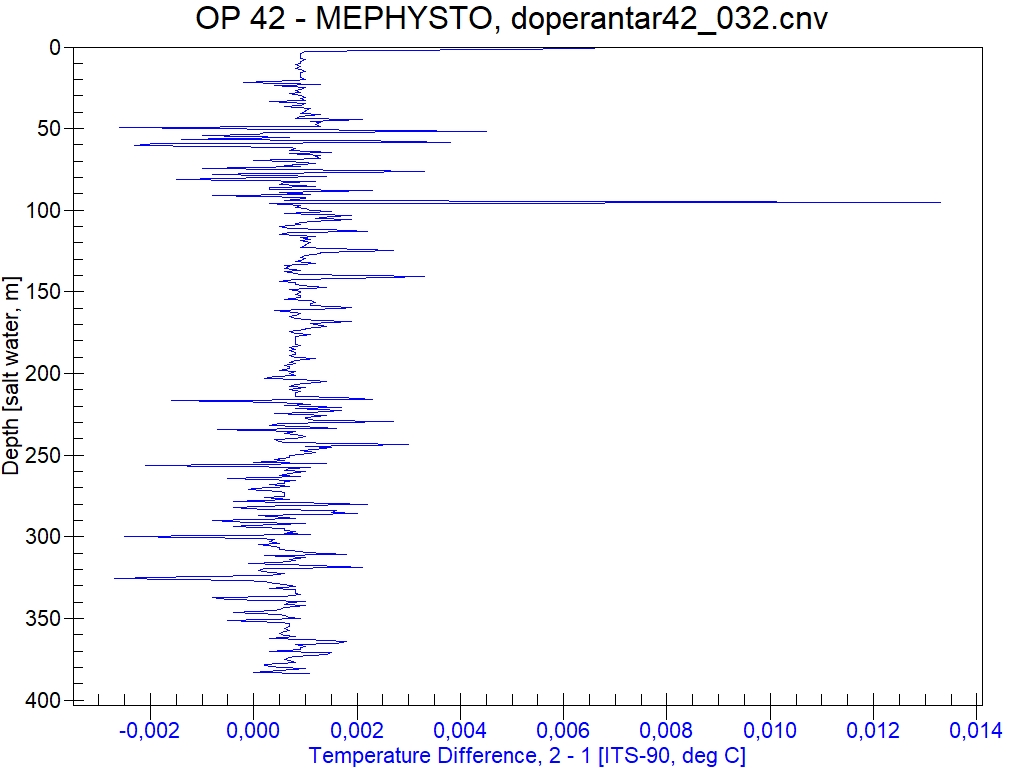 OP 42 - MEPHYSTO, doperantar42_032.cnv
0
50
100
150
200
250
300
350
400
Depth [salt water, m]
-0,002 0,000 0,002 0,004 0,006 0,008 0,010 0,012 0,014
Temperature Difference, 2 - 1 [ITS-90, deg C]